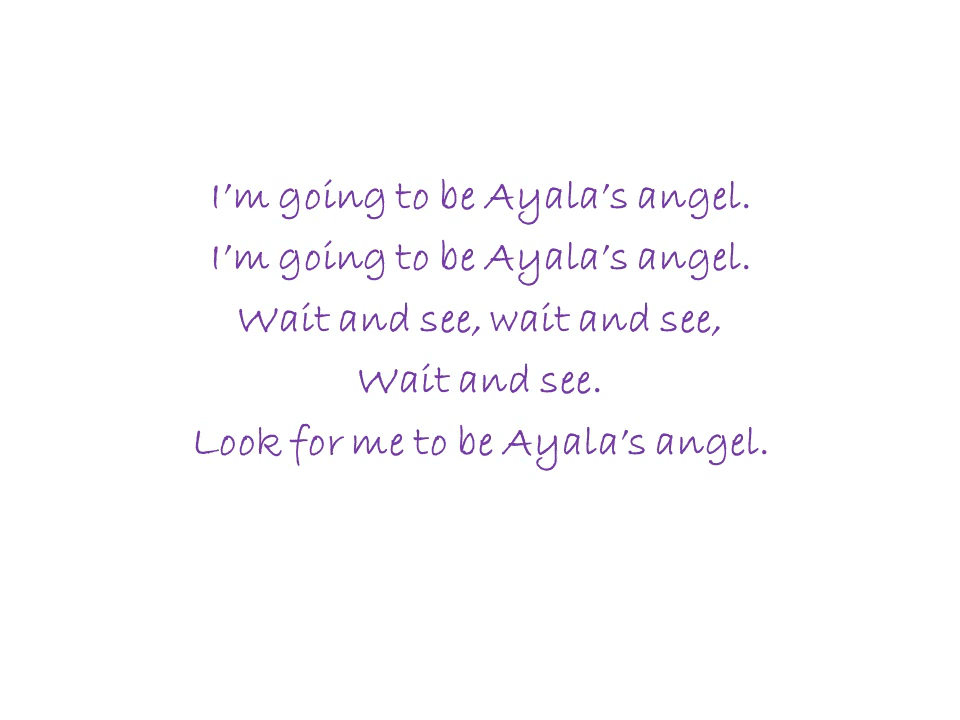 I'm going to be Ayala's angel.
I'm going to be Ayala's angel.
Wait and see, wait and see,
Wait and see.
Look for me to be Ayala's angel.